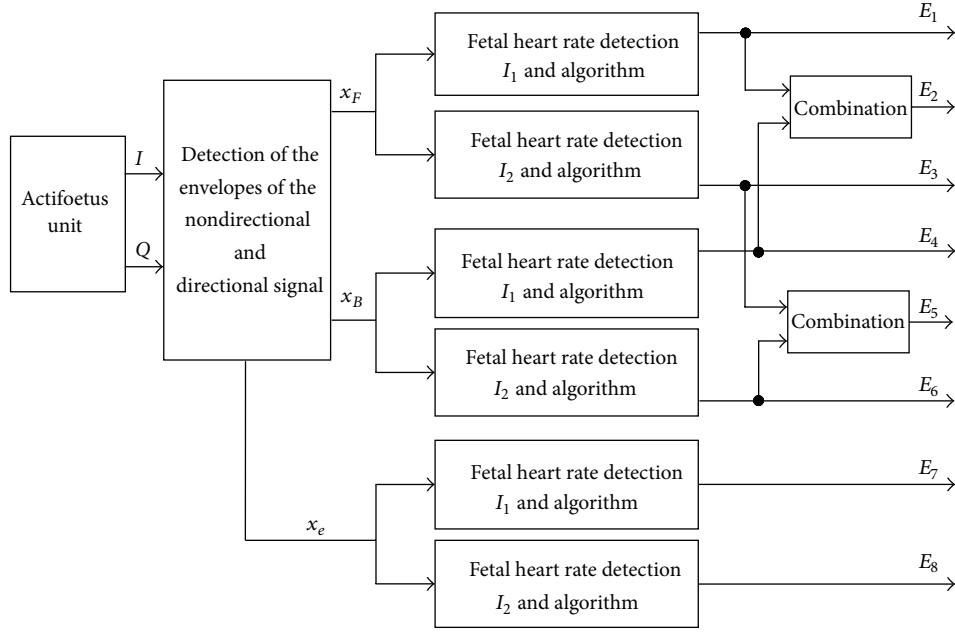 Actifoetus
unit
I
Q
Detection of the
envelopes of the
nondirectional
and
directional signal
x_F
x_B
x_e
Fetal heart rate detection
I_1 and algorithm
Fetal heart rate detection
I_2 and algorithm
Fetal heart rate detection
I_1 and algorithm
Fetal heart rate detection
I_2 and algorithm
Fetal heart rate detection
I_1 and algorithm
Fetal heart rate detection
I_2 and algorithm
Combination
Combination
E_1
E_2
E_3
E_4
E_5
E_6
E_7
E_8